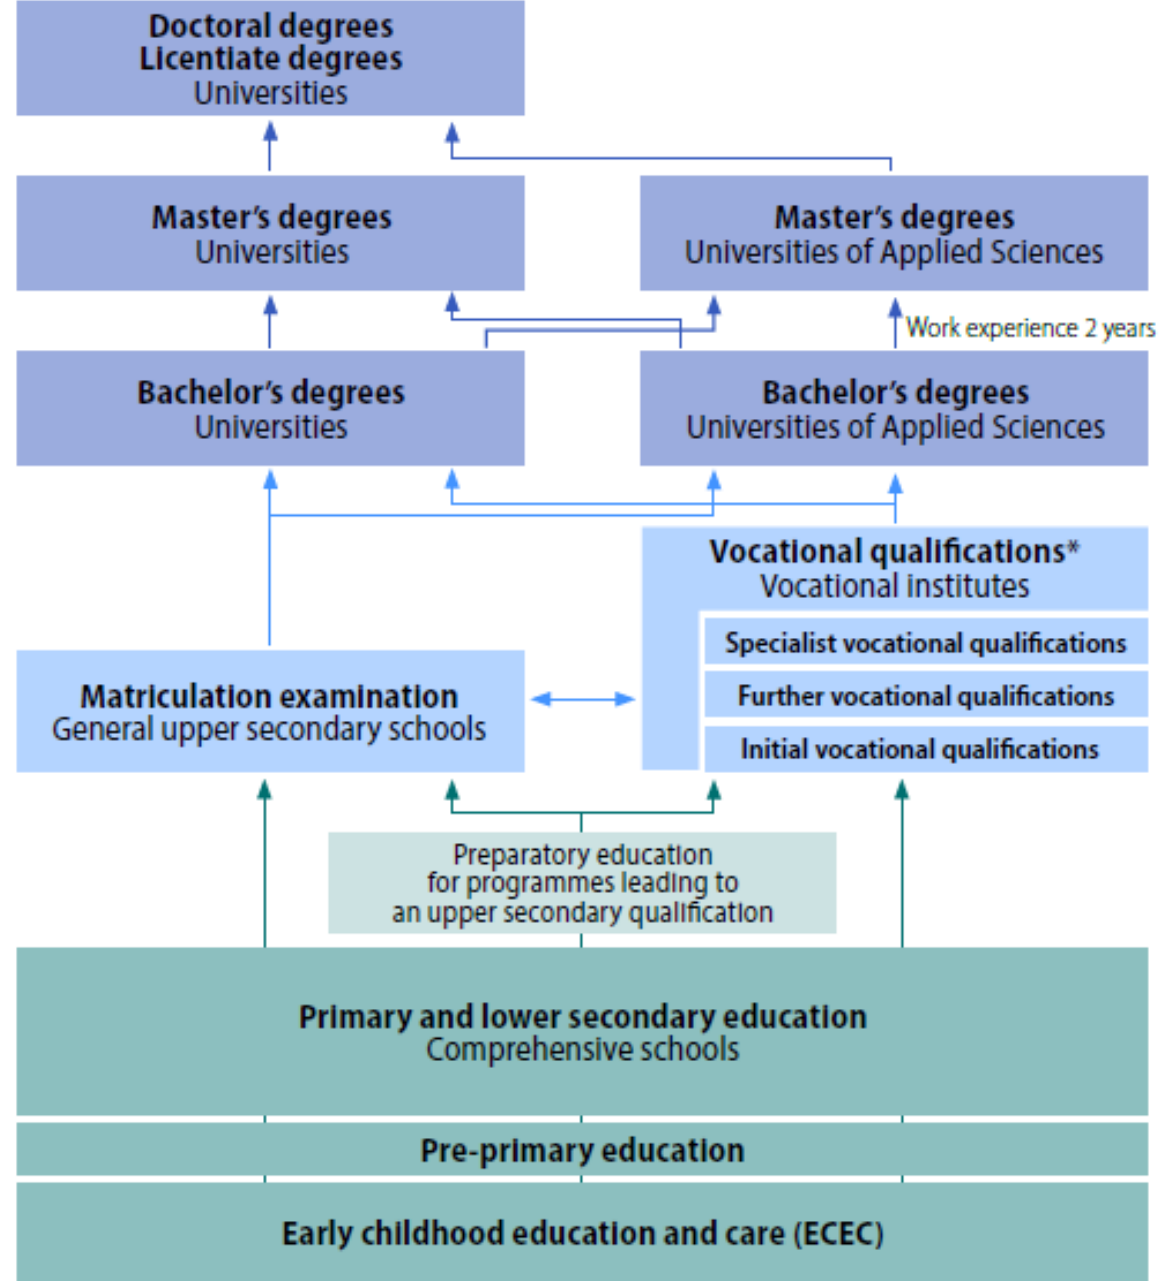 Doctoral degrees
Licentiate degrees
Universities
Master's degrees
Universities
Master's degrees
Universities of Applied Sciences
Work experience 2 years
Bachelor's degrees
Universities
Bachelor's degrees
Universities of Applied Sciences
Vocational qualifications*
Vocational institutes
Specialist vocational qualifications
Further vocational qualifications
Initial vocational qualifications
Matriculation examination
General upper secondary schools
Preparatory education
for programmes leading to
an upper secondary qualification
Primary and lower secondary education
Comprehensive schools
Pre-primary education
Early childhood education and care (ECEC)